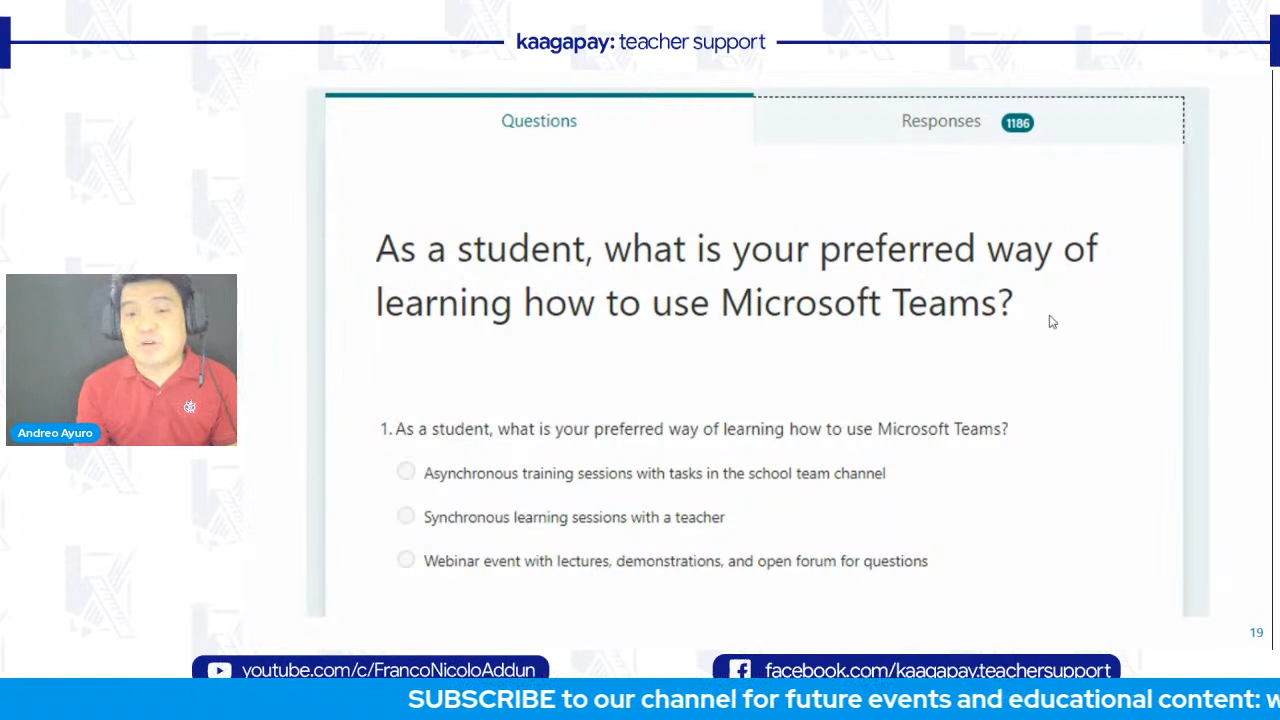 kaagapay: teacher support
Questions
Responses 1186
As a student, what is your preferred way of
learning how to use Microsoft Teams?
1. As a student, what is your preferred way of learning how to use Microsoft Teams?
Asynchronous training sessions with tasks in the school team channel
Synchronous learning sessions with a teacher
Webinar event with lectures, demonstrations, and open forum for questions
Andreo Ayuro
19
youtube.com/c/FrancoNicoloAddun
facebook.com/kaagapay.teachersupport
SUBSCRIBE to our channel for future events and educational content: w